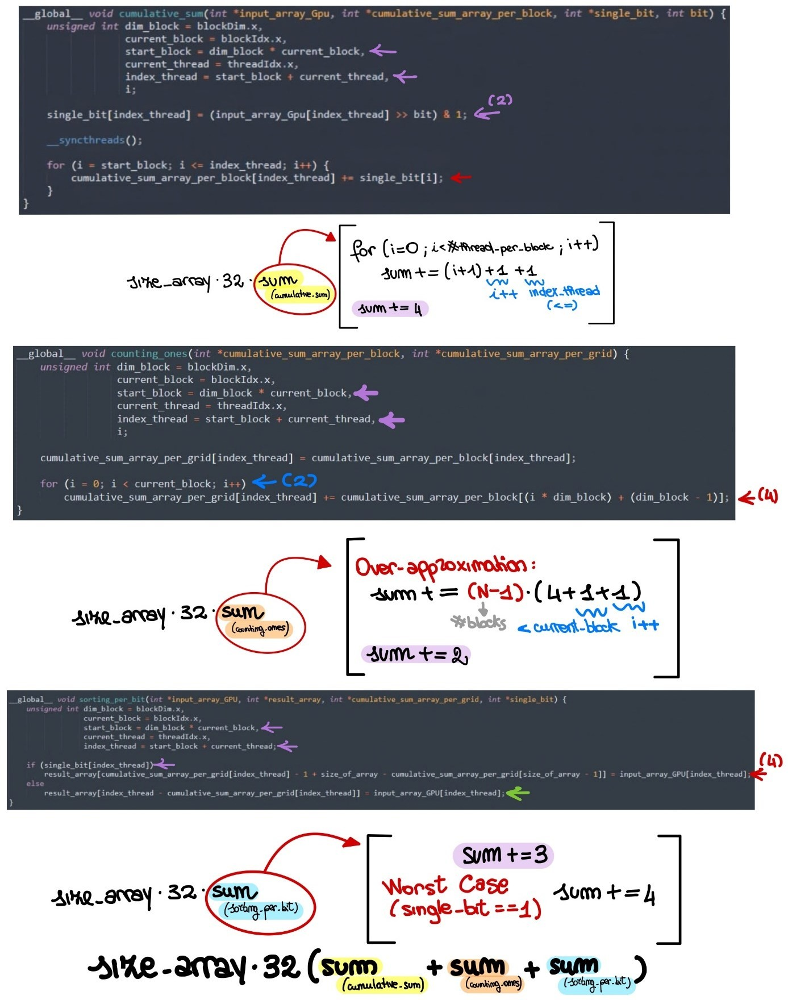 __global__ void cumulative_sum(int *input_array_Gpu, int *cumulative_sum_array_per_block, int *single_bit, int bit) {
unsigned int dim_block = blockDim.x,
current_block = blockIdx.x,
start_block = dim_block * current_block,
current_thread = threadIdx.x,
index_thread = start_block + current_thread,
i;
(2)
single_bit[index_thread] = (input_array_Gpu[index_thread] >> bit) & 1;
__syncthreads();
for (i = start_block; i <= index_thread; i++) {
cumulative_sum_array_per_block[index_thread] += single_bit[i];
}
}
for (i=0 ; i<#thread-per-block ; i++)
sum += (i+1) +1 +1
i++ index-thread
(<=)
sum += 4
size_array · 32 · sum
(cumulative-sum)
__global__ void counting_ones(int *cumulative_sum_array_per_block, int *cumulative_sum_array_per_grid) {
unsigned int dim_block = blockDim.x,
current_block = blockIdx.x,
start_block = dim_block * current_block,
current_thread = threadIdx.x,
index_thread = start_block + current_thread,
i;
cumulative_sum_array_per_grid[index_thread] = cumulative_sum_array_per_block[index_thread];
for (i = 0; i < current_block; i++) (2)
cumulative_sum_array_per_grid[index_thread] += cumulative_sum_array_per_block[(i * dim_block) + (dim_block - 1)]; (4)
}
Over-approximation:
sum += (N-1) · (4+1+1)
#blocks < current-block i++
sum += 2
size_array · 32 · sum
(counting-ones)
__global__ void sorting_per_bit(int *input_array_GPU, int *result_array, int *cumulative_sum_array_per_grid, int *single_bit) {
unsigned int dim_block = blockDim.x,
current_block = blockIdx.x,
start_block = dim_block * current_block,
current_thread = threadIdx.x,
index_thread = start_block + current_thread;
if (single_bit[index_thread])
(4)
result_array[cumulative_sum_array_per_grid[index_thread] - 1 + size_of_array - cumulative_sum_array_per_grid[size_of_array - 1]] = input_array_GPU[index_thread];
else
result_array[index_thread - cumulative_sum_array_per_grid[index_thread]] = input_array_GPU[index_thread];
}
sum += 3
Worst Case
(single-bit ==1) sum += 4
size_array · 32 · sum
(sorting-per-bit)
size_array · 32 (sum + sum + sum)
(cumulative-sum) (counting-ones) (sorting-per-bit)